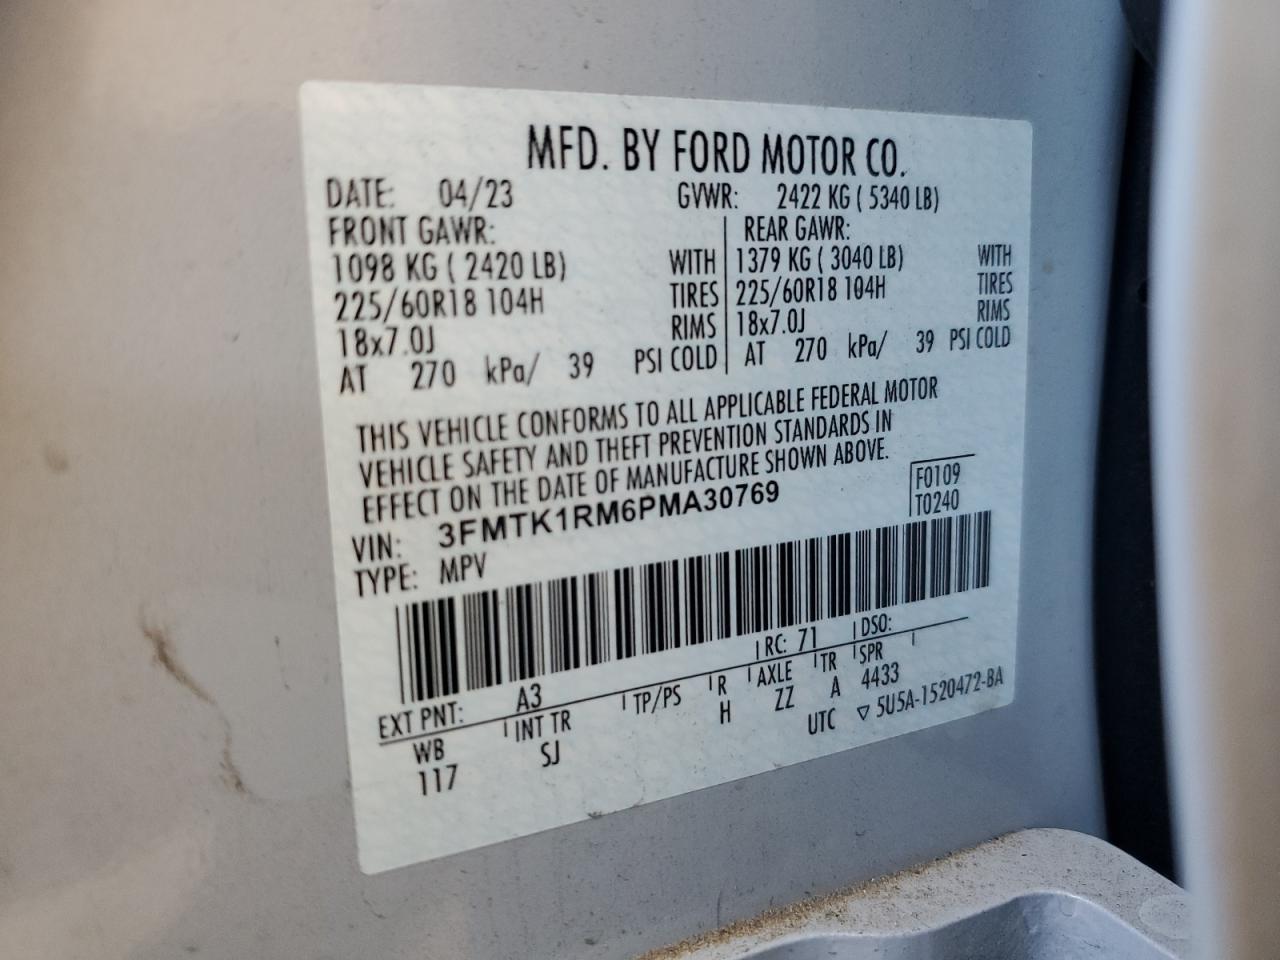 MFD. BY FORD MOTOR CO.
DATE: 04/23 GVWR: 2422 KG ( 5340 LB)
FRONT GAWR: REAR GAWR:
1098 KG ( 2420 LB) WITH 1379 KG ( 3040 LB) WITH
225/60R18 104H TIRES 225/60R18 104H TIRES
18x7.0J RIMS 18x7.0J RIMS
AT 270 kPa/ 39 PSI COLD AT 270 kPa/ 39 PSI COLD
THIS VEHICLE CONFORMS TO ALL APPLICABLE FEDERAL MOTOR
VEHICLE SAFETY AND THEFT PREVENTION STANDARDS IN
EFFECT ON THE DATE OF MANUFACTURE SHOWN ABOVE.
F0109
VIN: 3FMTK1RM6PMA30769 T0240
TYPE: MPV
EXT PNT: A3 RC: 71 DSO:
WB INT TR TP/PS R AXLE TR SPR
117 SJ H ZZ A 4433
UTC ▽ 5U5A-1520472-BA